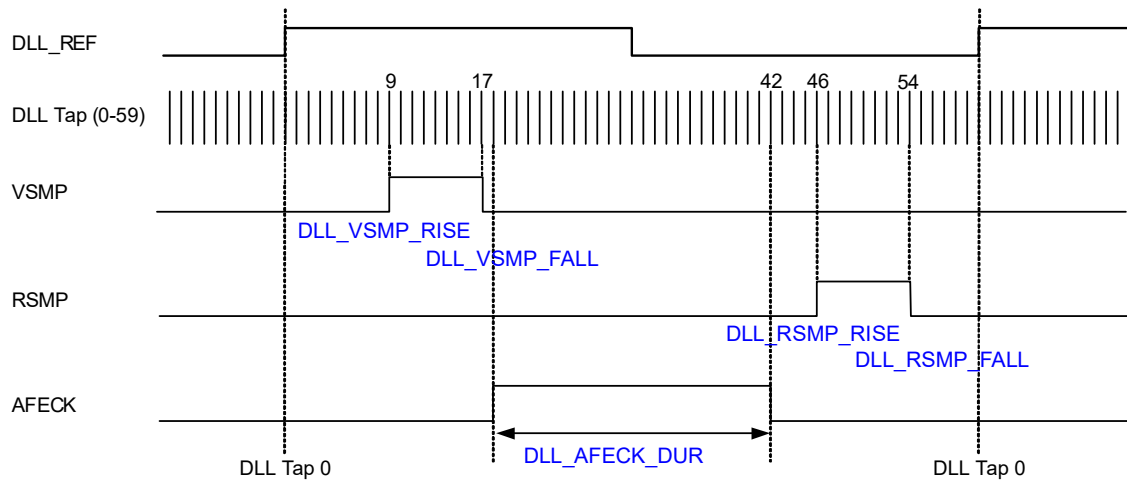 DLL_REF
9 17 42 46 54
DLL Tap (0-59)
VSMP
DLL_VSMP_RISE
DLL_VSMP_FALL
RSMP
DLL_RSMP_RISE
DLL_RSMP_FALL
AFECK
DLL_AFECK_DUR
DLL Tap 0 DLL Tap 0